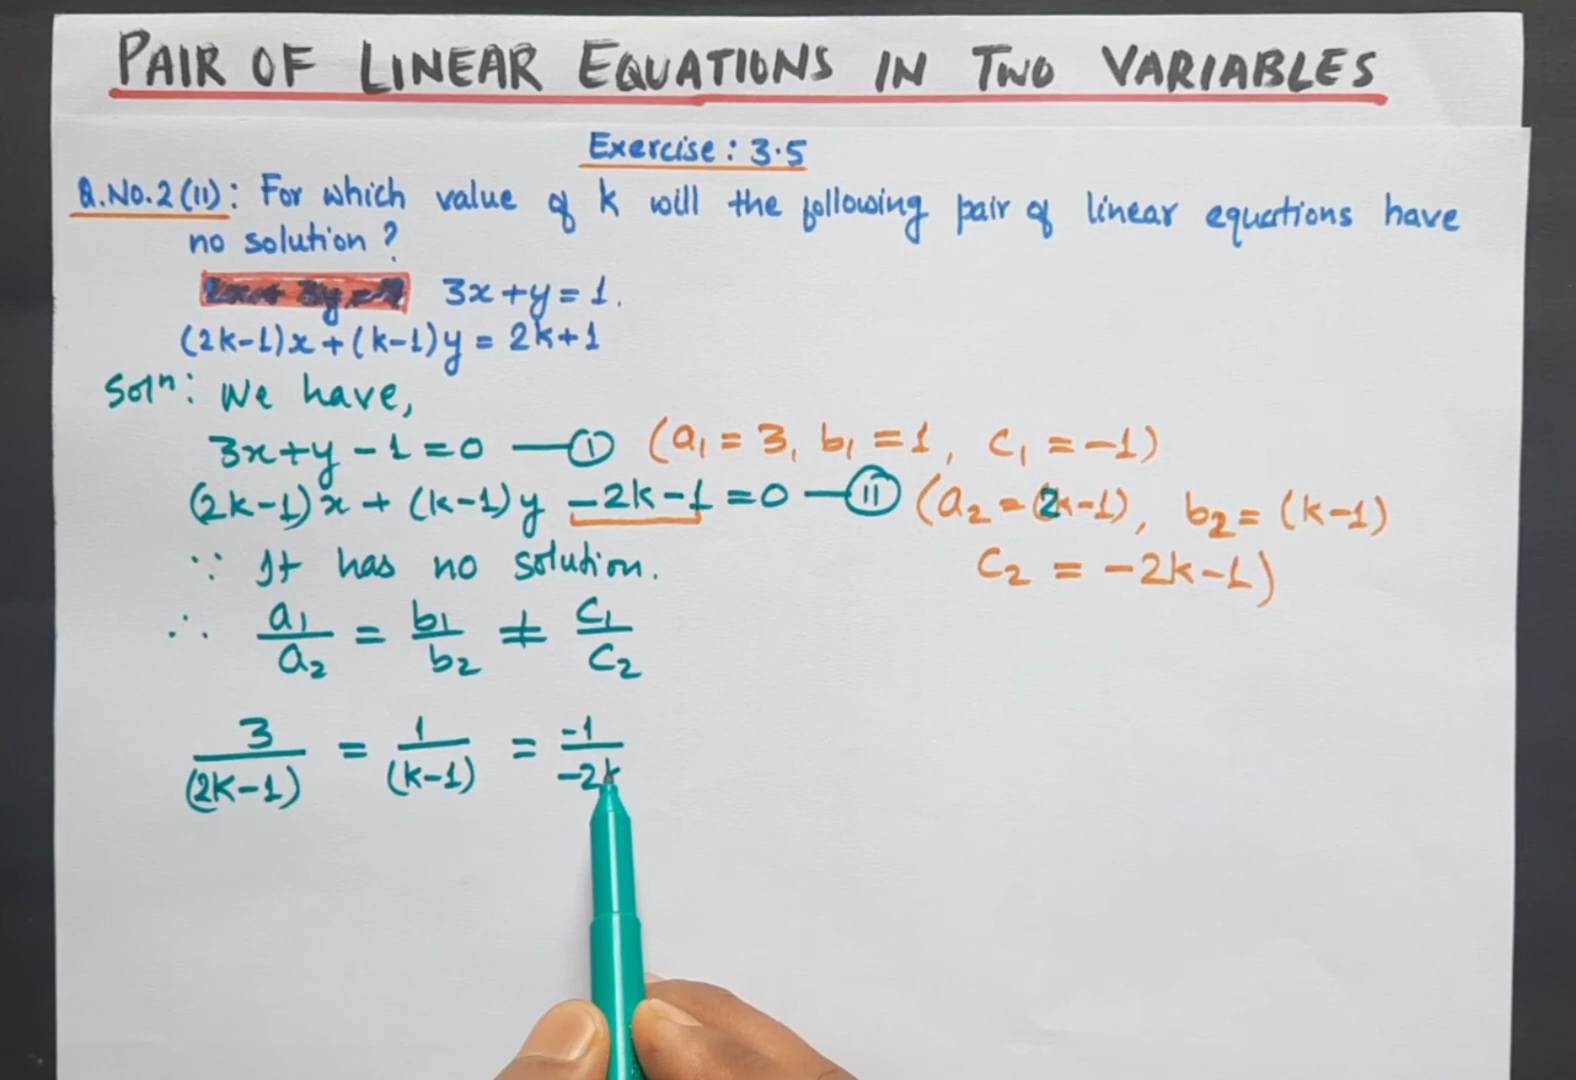 PAIR OF LINEAR EQUATIONS IN TWO VARIABLES
Exercise : 3.5
Q.No.2(II): For which value of k will the following pair of linear equations have
no solution ?
3x+y=1.
(2k-1)x+(k-1)y = 2k+1
Solⁿ: We have,
3x+y-1=0 —Ⓘ (a₁=3, b₁=1, c₁=-1)
(2k-1)x+(k-1)y -2k-1=0 —(II) (a₂=(2k-1), b₂=(k-1)
c₂ = -2k-1)
∵ It has no solution.
∴ a₁/a₂ = b₁/b₂ ≠ c₁/c₂
3/(2k-1) = 1/(k-1) = -1/-2k